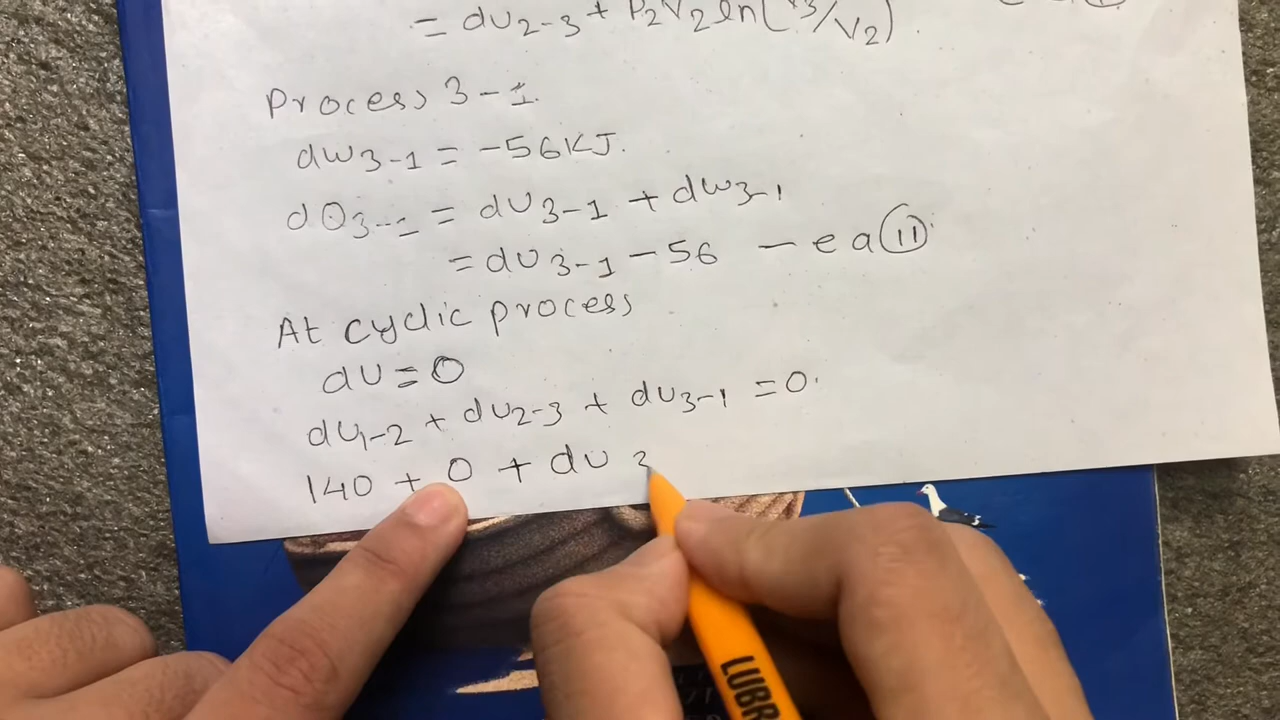 = dU2-3 + P2V2 ln(V3/V2).
Process 3-1.
dW3-1 = -56KJ.
dQ3-1 = dU3-1 + dW3-1
= dU3-1 - 56 - eq (11)
At cyclic process
dU = 0
dU1-2 + dU2-3 + dU3-1 = 0.
140 + 0 + dU 3
LUBR